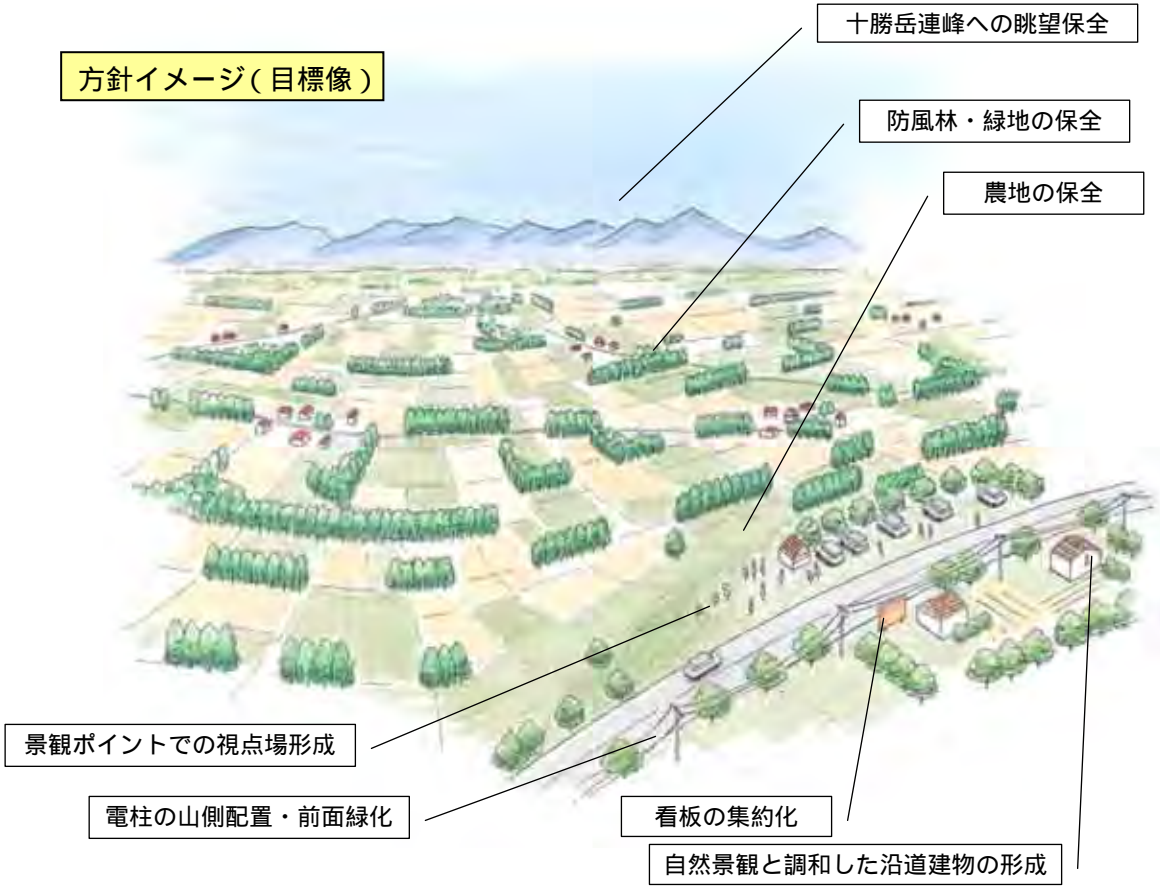 十勝岳連峰への眺望保全
方針イメージ(目標像)
防風林・緑地の保全
農地の保全
景観ポイントでの視点場形成
電柱の山側配置・前面緑化
看板の集約化
自然景観と調和した沿道建物の形成